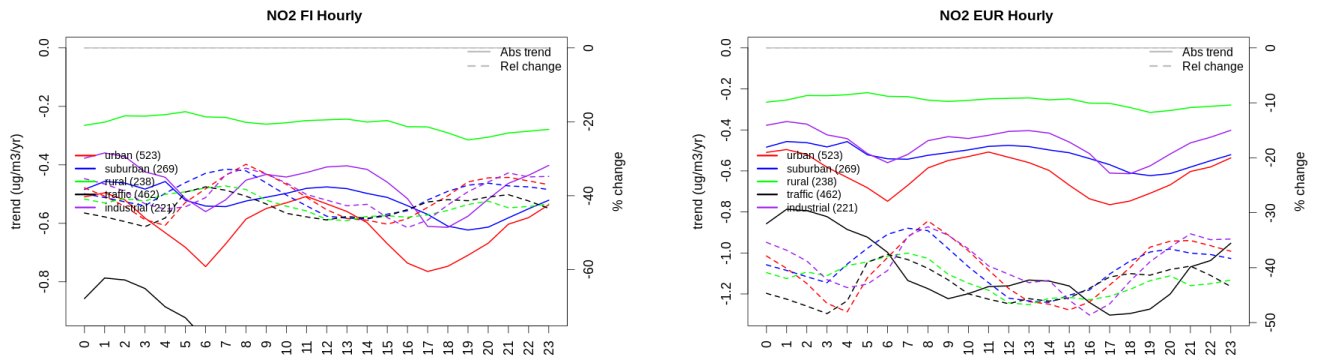 NO2 FI Hourly
0.0
-0.2
-0.4
-0.6
-0.8
trend (ug/m3/yr)
Abs trend
Rel change
urban (523)
suburban (269)
rural (238)
traffic (462)
industrial (221)
0
-20
-40
-60
% change
0 1 2 3 4 5 6 7 8 9 10 11 12 13 14 15 16 17 18 19 20 21 22 23
NO2 EUR Hourly
0.0
-0.2
-0.4
-0.6
-0.8
-1.0
-1.2
trend (ug/m3/yr)
Abs trend
Rel change
urban (523)
suburban (269)
rural (238)
traffic (462)
industrial (221)
0
-10
-20
-30
-40
-50
% change
0 1 2 3 4 5 6 7 8 9 10 11 12 13 14 15 16 17 18 19 20 21 22 23